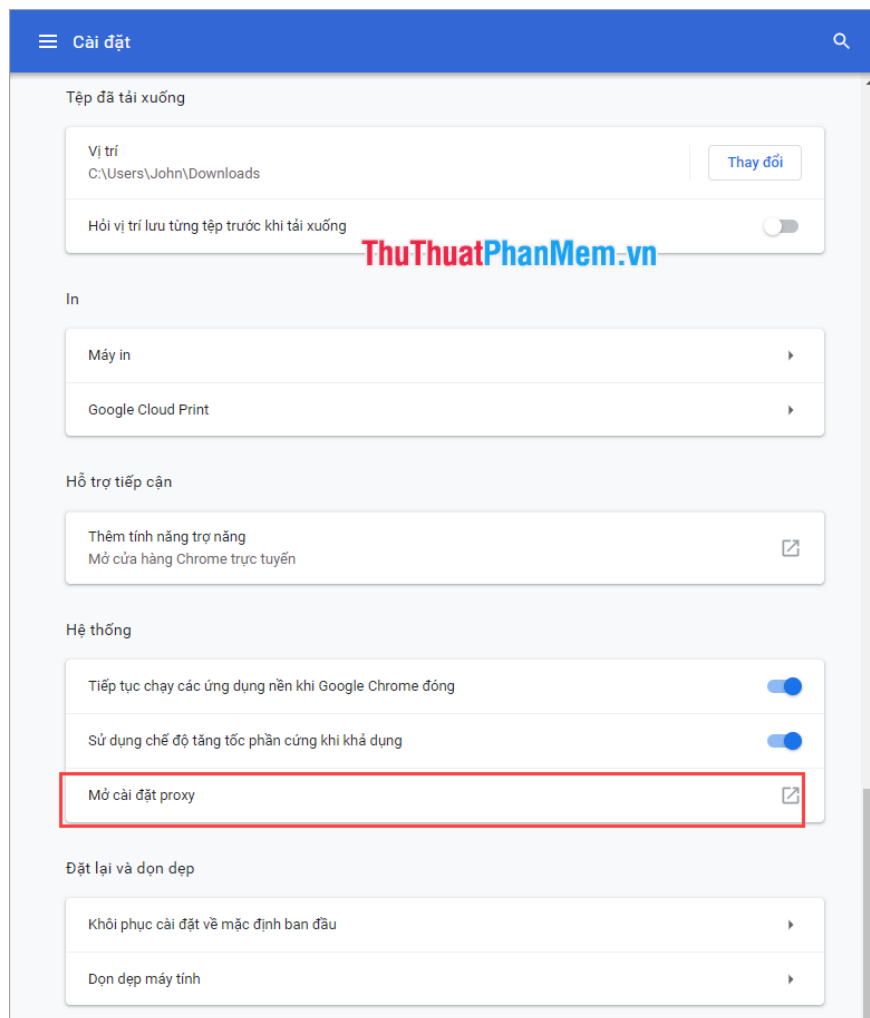 Cài đặt
Tệp đã tải xuống
Vị trí
C:\Users\John\Downloads
Thay đổi
Hỏi vị trí lưu từng tệp trước khi tải xuống
ThuThuatPhanMem.vn
In
Máy in
Google Cloud Print
Hỗ trợ tiếp cận
Thêm tính năng trợ năng
Mở cửa hàng Chrome trực tuyến
Hệ thống
Tiếp tục chạy các ứng dụng nền khi Google Chrome đóng
Sử dụng chế độ tăng tốc phần cứng khi khả dụng
Mở cài đặt proxy
Đặt lại và dọn dẹp
Khôi phục cài đặt về mặc định ban đầu
Dọn dẹp máy tính